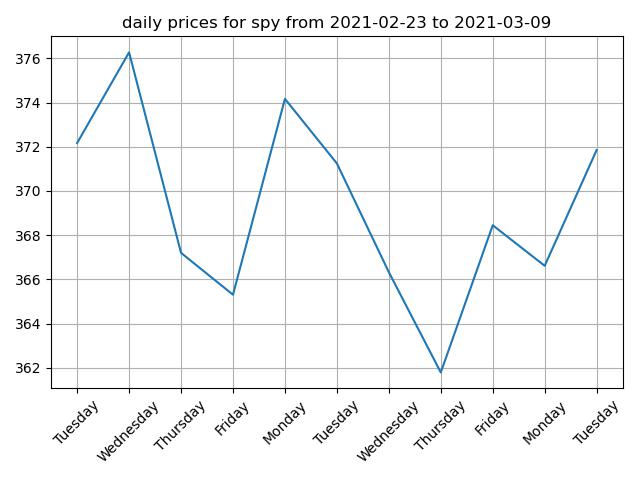 daily prices for spy from 2021-02-23 to 2021-03-09
376
374
372
370
368
366
364
362
Tuesday
Wednesday
Thursday
Friday
Monday
Tuesday
Wednesday
Thursday
Friday
Monday
Tuesday